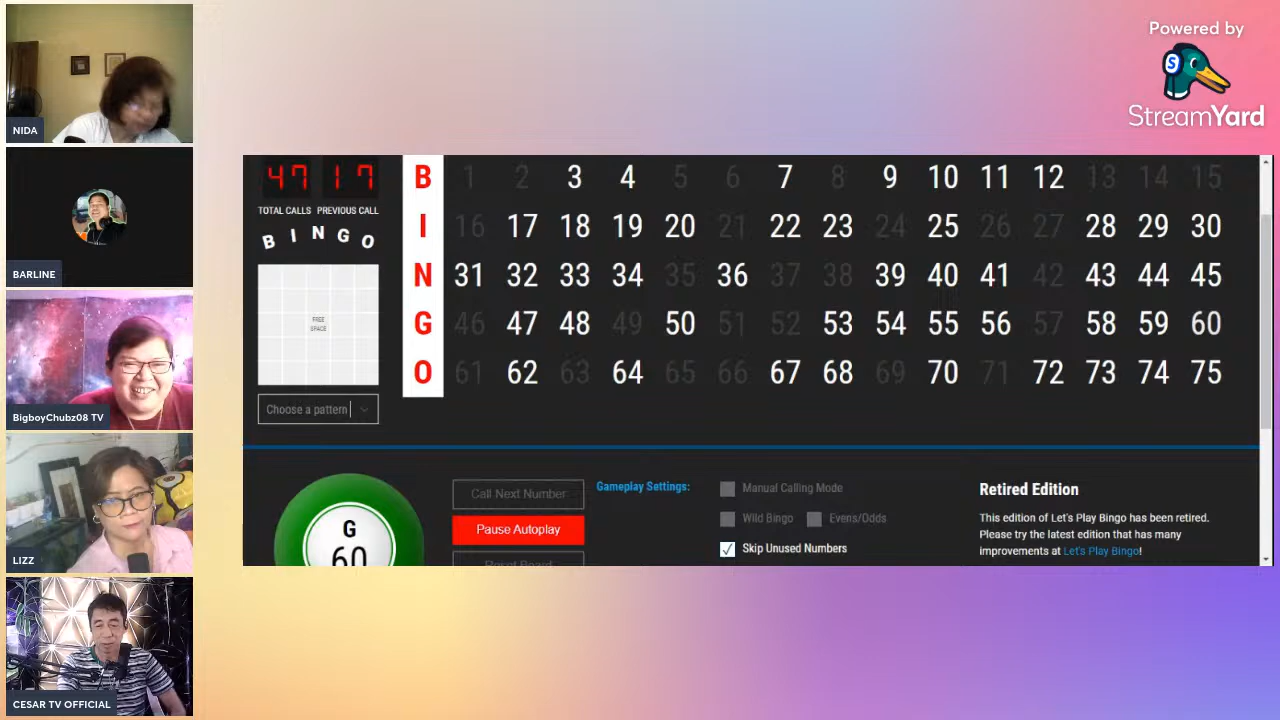 Powered by
StreamYard
NIDA
BARLINE
BigboyChubz08 TV
LIZZ
CESAR TV OFFICIAL
47 17
TOTAL CALLS PREVIOUS CALL
B I N G O
FREE
SPACE
Choose a pattern
B 1 2 3 4 5 6 7 8 9 10 11 12 13 14 15
I 16 17 18 19 20 21 22 23 24 25 26 27 28 29 30
N 31 32 33 34 35 36 37 38 39 40 41 42 43 44 45
G 46 47 48 49 50 51 52 53 54 55 56 57 58 59 60
O 61 62 63 64 65 66 67 68 69 70 71 72 73 74 75
G
60
Call Next Number
Pause Autoplay
Reset Board
Gameplay Settings:
Manual Calling Mode
Wild Bingo Evens/Odds
Skip Unused Numbers
Retired Edition
This edition of Let's Play Bingo has been retired.
Please try the latest edition that has many
improvements at Let's Play Bingo!